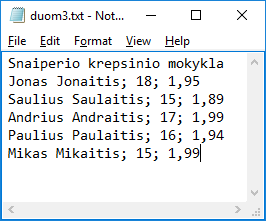 duom3.txt - Not...
File Edit Format View Help
Snaiperio krepsinio mokykla
Jonas Jonaitis; 18; 1,95
Saulius Saulaitis; 15; 1,89
Andrius Andraitis; 17; 1,99
Paulius Paulaitis; 16; 1,94
Mikas Mikaitis; 15; 1,99